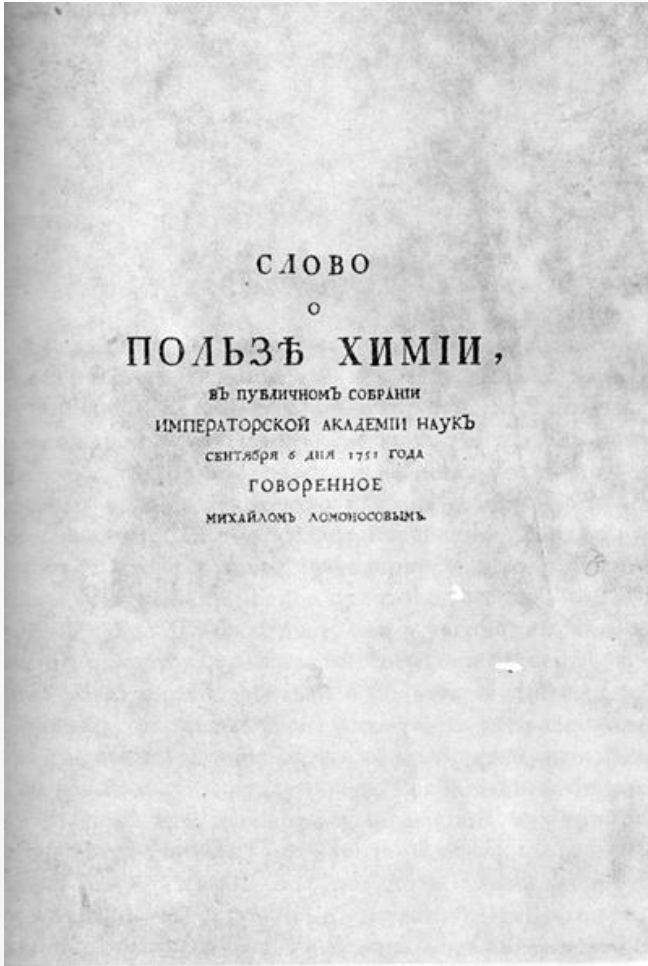 СЛОВО
О
ПОЛЬЗѢ ХИМІИ,
ВЪ ПУБЛИЧНОМЪ СОБРАНІИ
ИМПЕРАТОРСКОЙ АКАДЕМІИ НАУКЪ
СЕНТЯБРЯ 6 ДНЯ 1751 ГОДА
ГОВОРЕННОЕ
МИХАЙЛОМЪ ЛОМОНОСОВЫМЪ.